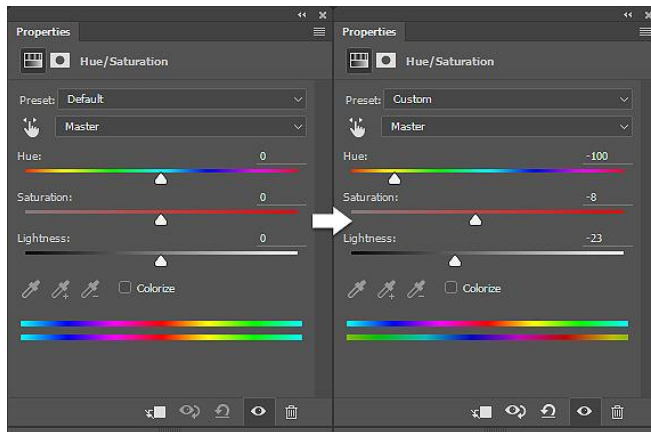 Properties
Hue/Saturation
Preset: Default
Master
Hue: 0
Saturation: 0
Lightness: 0
Colorize
Properties
Hue/Saturation
Preset: Custom
Master
Hue: -100
Saturation: -8
Lightness: -23
Colorize